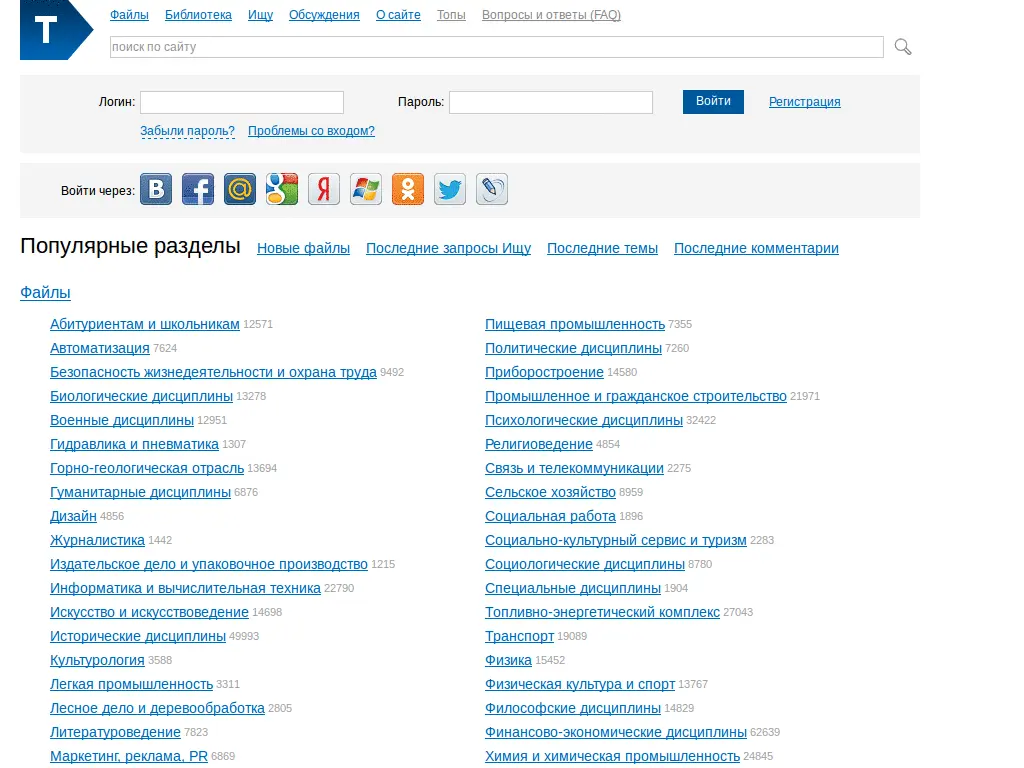 T
Файлы Библиотека Ищу Обсуждения О сайте Топы Вопросы и ответы (FAQ)
поиск по сайту
Логин: Пароль: Войти Регистрация
Забыли пароль? Проблемы со входом?
Войти через:
Популярные разделы Новые файлы Последние запросы Ищу Последние темы Последние комментарии
Файлы
Абитуриентам и школьникам 12571
Автоматизация 7624
Безопасность жизнедеятельности и охрана труда 9492
Биологические дисциплины 13278
Военные дисциплины 12951
Гидравлика и пневматика 1307
Горно-геологическая отрасль 13694
Гуманитарные дисциплины 6876
Дизайн 4856
Журналистика 1442
Издательское дело и упаковочное производство 1215
Информатика и вычислительная техника 22790
Искусство и искусствоведение 14698
Исторические дисциплины 49993
Культурология 3588
Легкая промышленность 3311
Лесное дело и деревообработка 2805
Литературоведение 7823
Маркетинг, реклама, PR 6869
Пищевая промышленность 7355
Политические дисциплины 7260
Приборостроение 14580
Промышленное и гражданское строительство 21971
Психологические дисциплины 32422
Религиоведение 4854
Связь и телекоммуникации 2275
Сельское хозяйство 8959
Социальная работа 1896
Социально-культурный сервис и туризм 2283
Социологические дисциплины 8780
Специальные дисциплины 1904
Топливно-энергетический комплекс 27043
Транспорт 19089
Физика 15452
Физическая культура и спорт 13767
Философские дисциплины 14829
Финансово-экономические дисциплины 62639
Химия и химическая промышленность 24845